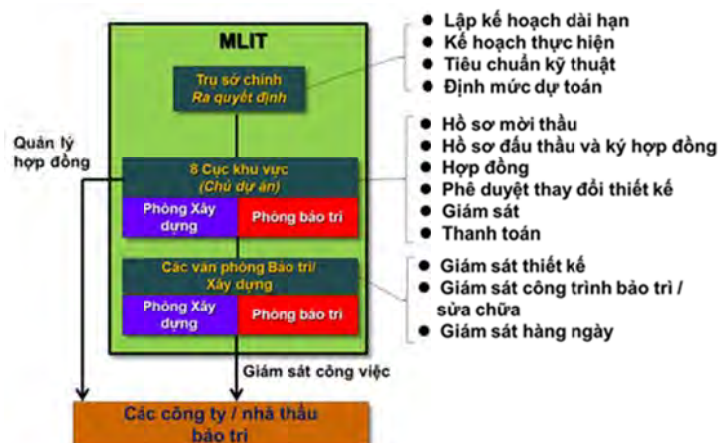 MLIT
Trụ sở chính
Ra quyết định
● Lập kế hoạch dài hạn
● Kế hoạch thực hiện
● Tiêu chuẩn kỹ thuật
● Định mức dự toán
Quản lý
hợp đồng
8 Cục khu vực
(Chủ dự án)
Phòng Xây
dựng
Phòng bảo trì
● Hồ sơ mời thầu
● Hồ sơ đấu thầu và ký hợp đồng
● Hợp đồng
● Phê duyệt thay đổi thiết kế
● Giám sát
● Thanh toán
Các văn phòng Bảo trì/
Xây dựng
Phòng Xây
dựng
Phòng bảo trì
● Giám sát thiết kế
● Giám sát công trình bảo trì /
sửa chữa
● Giám sát hàng ngày
Giám sát công việc
Các công ty / nhà thầu
bảo trì